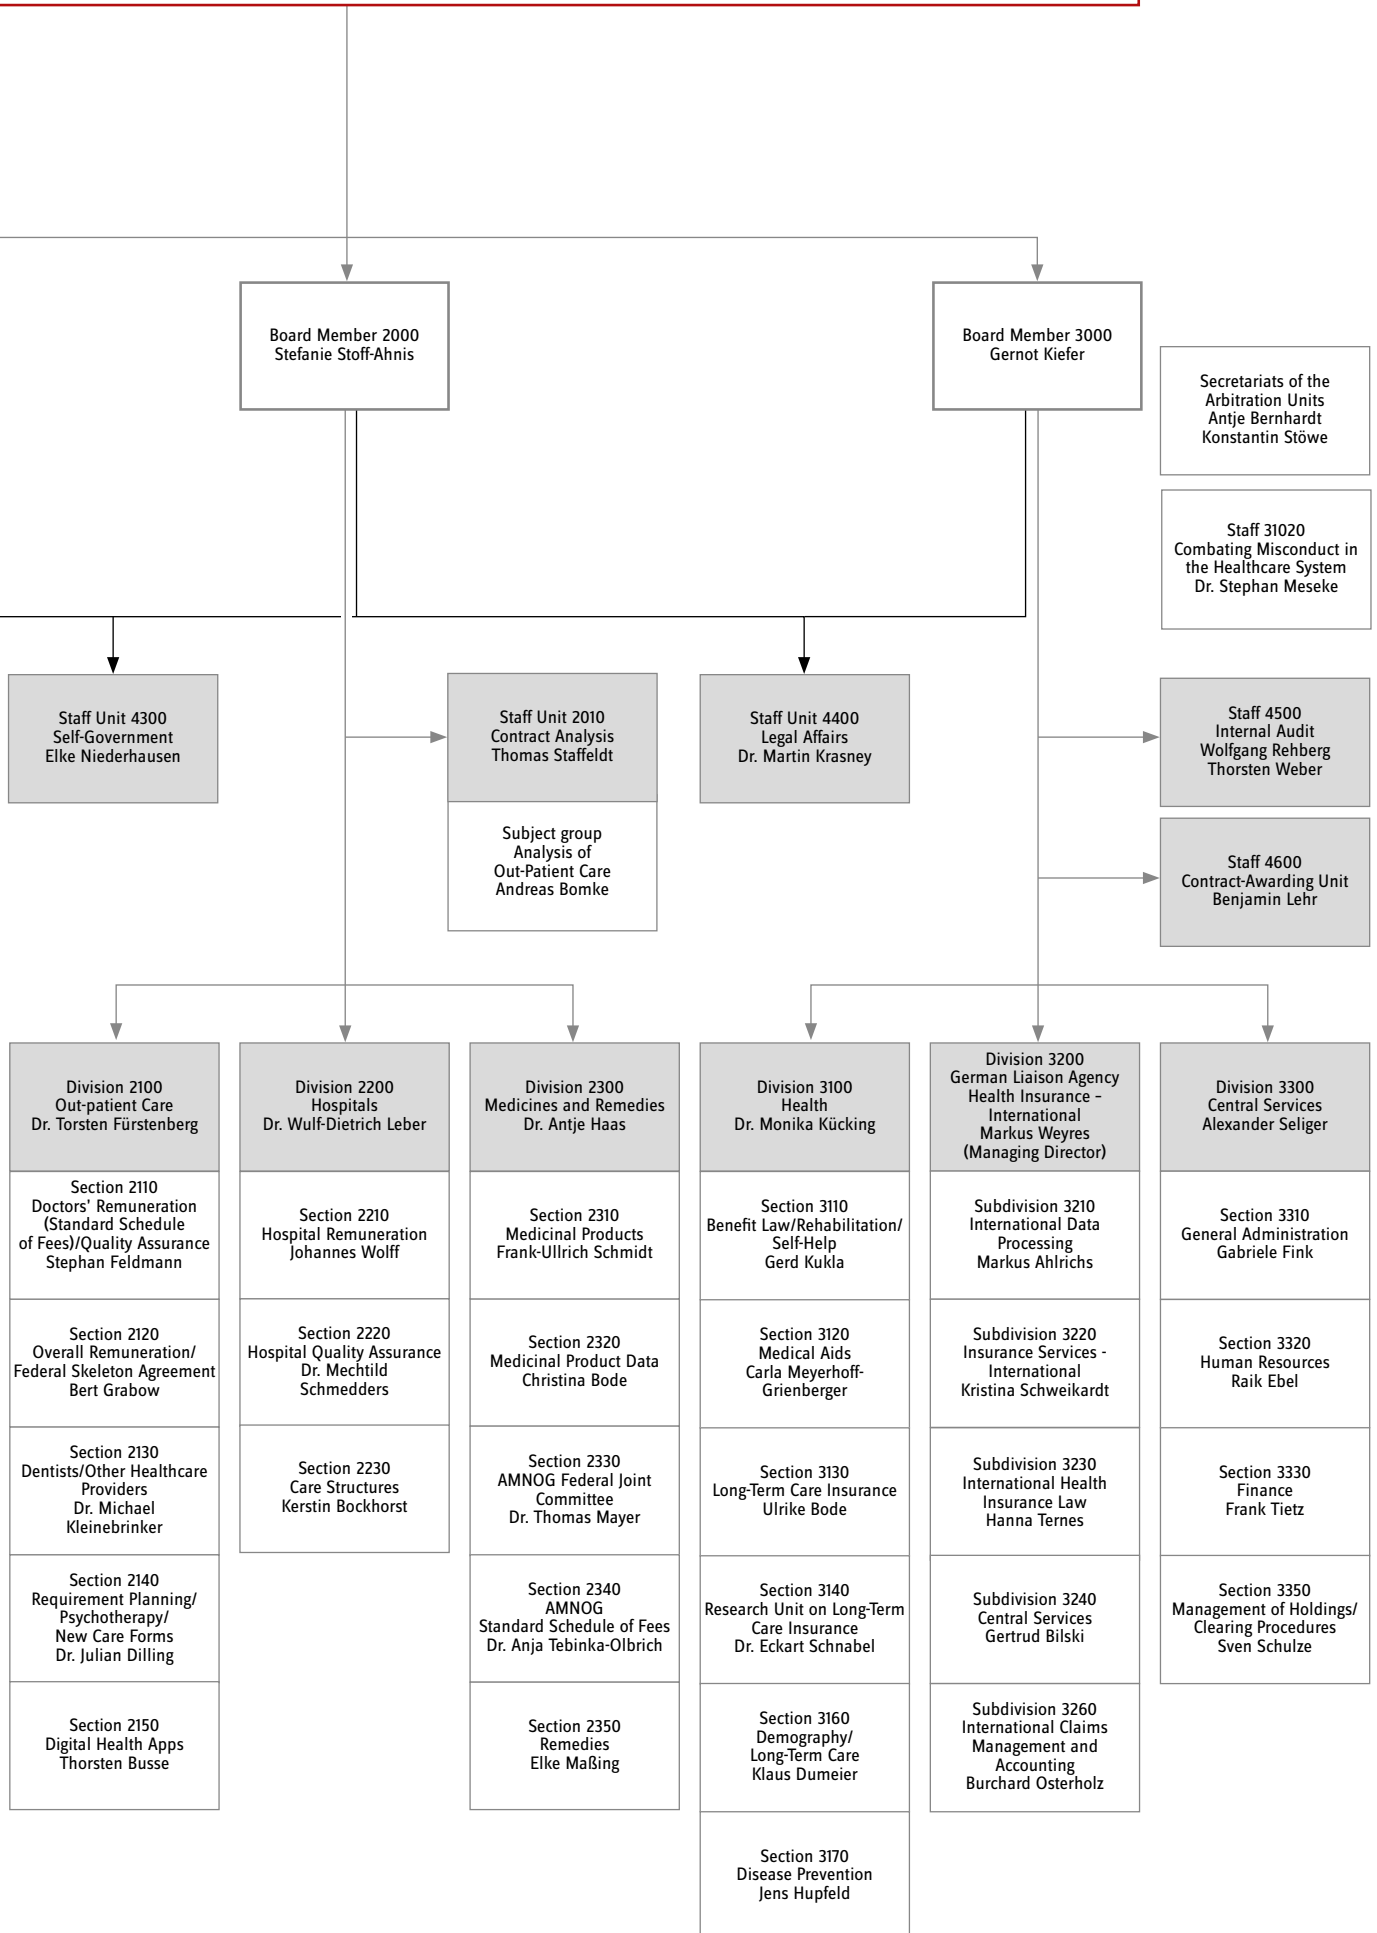 Board Member 2000
Stefanie Stoff-Ahnis
Board Member 3000
Gernot Kiefer
Secretariats of the
Arbitration Units
Antje Bernhardt
Konstantin Stöwe
Staff 31020
Combating Misconduct in
the Healthcare System
Dr. Stephan Meseke
Staff Unit 4300
Self-Government
Elke Niederhausen
Staff Unit 2010
Contract Analysis
Thomas Staffeldt
Subject group
Analysis of
Out-Patient Care
Andreas Bomke
Staff Unit 4400
Legal Affairs
Dr. Martin Krasney
Staff 4500
Internal Audit
Wolfgang Rehberg
Thorsten Weber
Staff 4600
Contract-Awarding Unit
Benjamin Lehr
Division 2100
Out-patient Care
Dr. Torsten Fürstenberg
Section 2110
Doctors' Remuneration
(Standard Schedule
of Fees)/Quality Assurance
Stephan Feldmann
Section 2120
Overall Remuneration/
Federal Skeleton Agreement
Bert Grabow
Section 2130
Dentists/Other Healthcare
Providers
Dr. Michael
Kleinebrinker
Section 2140
Requirement Planning/
Psychotherapy/
New Care Forms
Dr. Julian Dilling
Section 2150
Digital Health Apps
Thorsten Busse
Division 2200
Hospitals
Dr. Wulf-Dietrich Leber
Section 2210
Hospital Remuneration
Johannes Wolff
Section 2220
Hospital Quality Assurance
Dr. Mechtild
Schmedders
Section 2230
Care Structures
Kerstin Bockhorst
Division 2300
Medicines and Remedies
Dr. Antje Haas
Section 2310
Medicinal Products
Frank-Ullrich Schmidt
Section 2320
Medicinal Product Data
Christina Bode
Section 2330
AMNOG Federal Joint
Committee
Dr. Thomas Mayer
Section 2340
AMNOG
Standard Schedule of Fees
Dr. Anja Tebinka-Olbrich
Section 2350
Remedies
Elke Maßing
Division 3100
Health
Dr. Monika Kücking
Section 3110
Benefit Law/Rehabilitation/
Self-Help
Gerd Kukla
Section 3120
Medical Aids
Carla Meyerhoff-
Grienberger
Section 3130
Long-Term Care Insurance
Ulrike Bode
Section 3140
Research Unit on Long-Term
Care Insurance
Dr. Eckart Schnabel
Section 3160
Demography/
Long-Term Care
Klaus Dumeier
Section 3170
Disease Prevention
Jens Hupfeld
Division 3200
German Liaison Agency
Health Insurance –
International
Markus Weyres
(Managing Director)
Subdivision 3210
International Data
Processing
Markus Ahlrichs
Subdivision 3220
Insurance Services -
International
Kristina Schweikardt
Subdivision 3230
International Health
Insurance Law
Hanna Ternes
Subdivision 3240
Central Services
Gertrud Bilski
Subdivision 3260
International Claims
Management and
Accounting
Burchard Osterholz
Division 3300
Central Services
Alexander Seliger
Section 3310
General Administration
Gabriele Fink
Section 3320
Human Resources
Raik Ebel
Section 3330
Finance
Frank Tietz
Section 3350
Management of Holdings/
Clearing Procedures
Sven Schulze